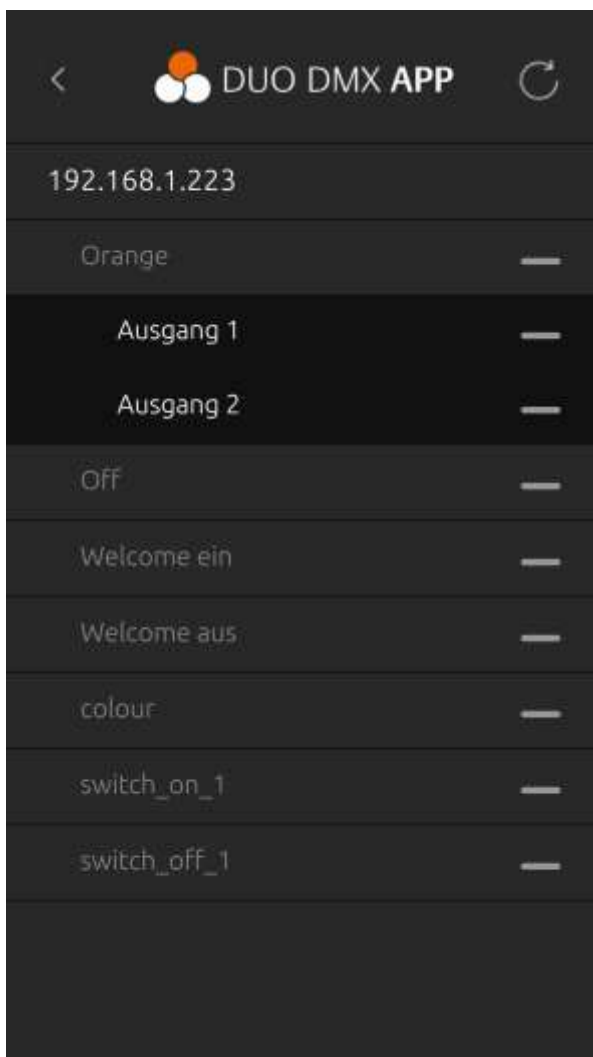 DUO DMX APP
192.168.1.223
Orange
Ausgang 1
Ausgang 2
Off
Welcome ein
Welcome aus
colour
switch_on_1
switch_off_1